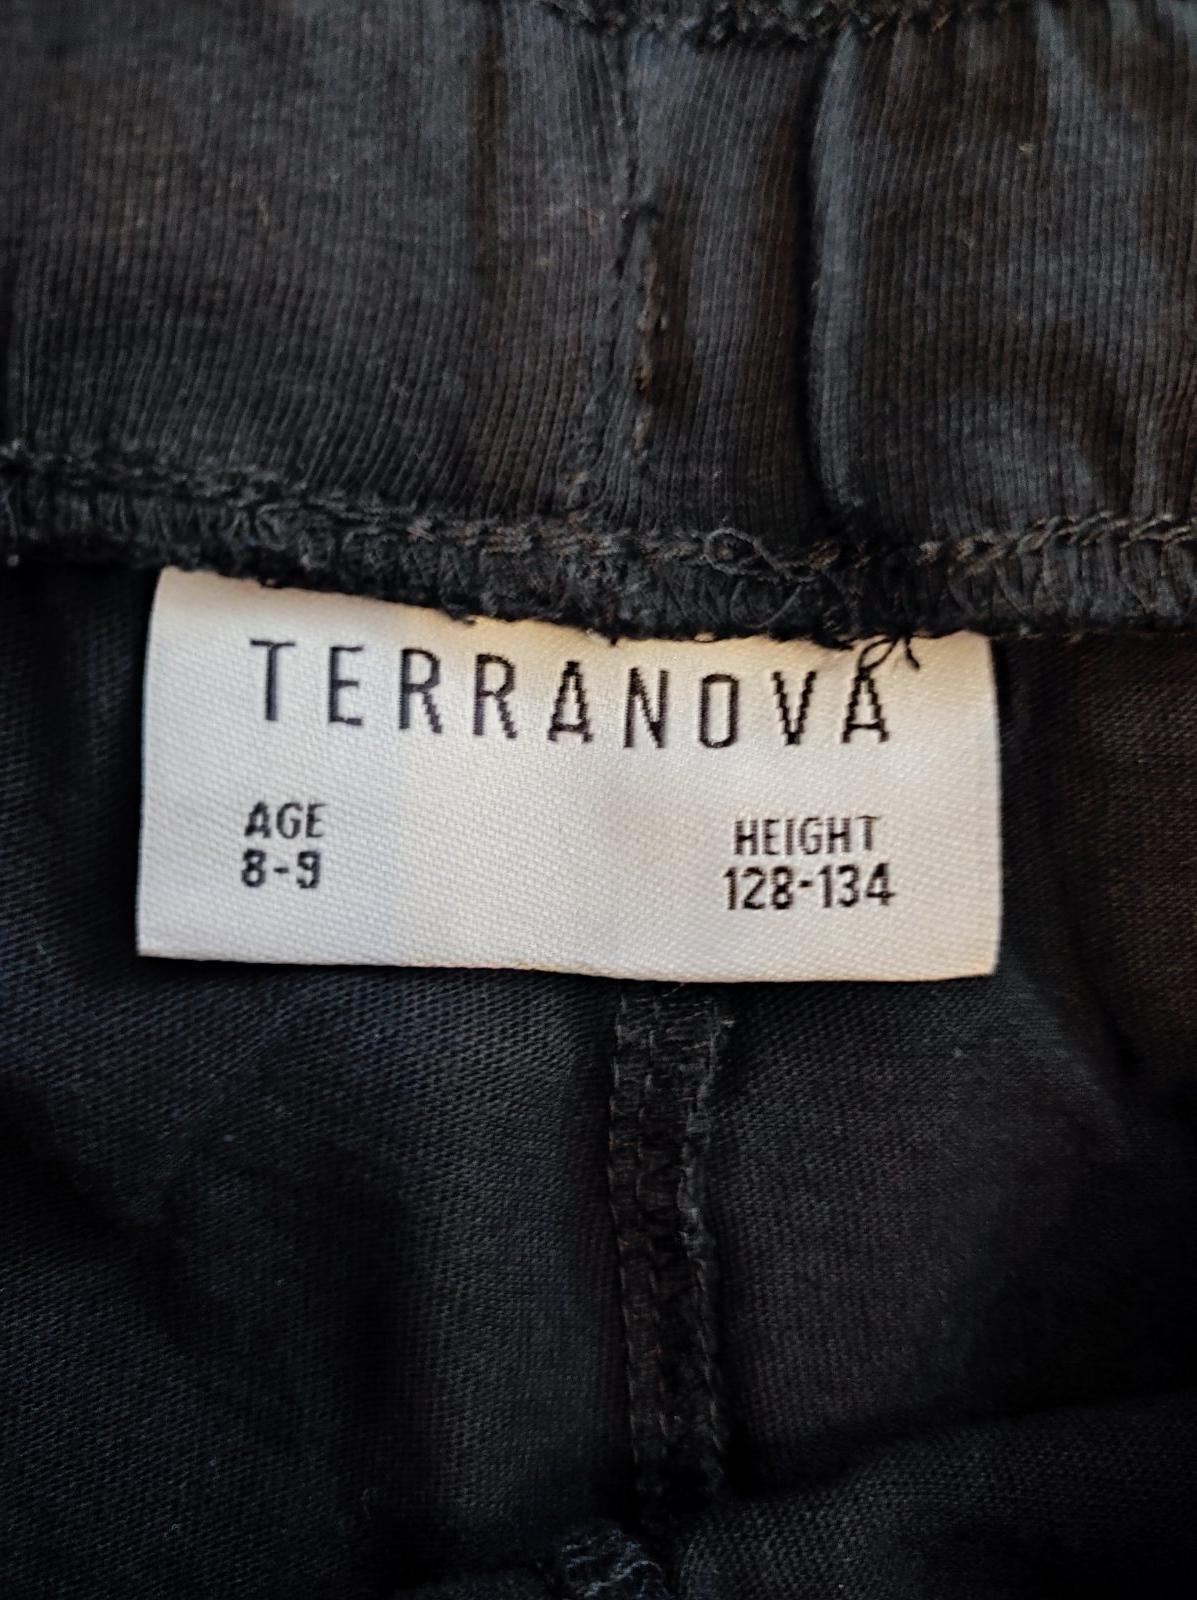 TERRANOVA
AGE
8-9
HEIGHT
128-134